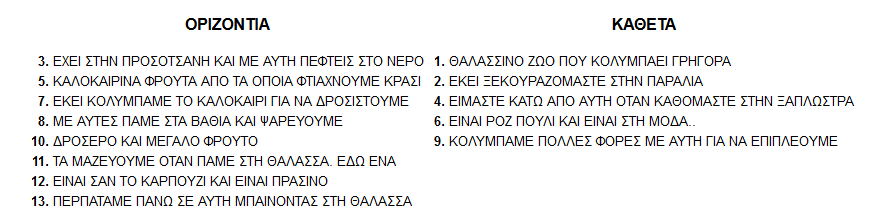 ΟΡΙΖΟΝΤΙΑ
3. ΕΧΕΙ ΣΤΗΝ ΠΡΟΣΟΤΣΑΝΗ ΚΑΙ ΜΕ ΑΥΤΗ ΠΕΦΤΕΙΣ ΣΤΟ ΝΕΡΟ
5. ΚΑΛΟΚΑΙΡΙΝΑ ΦΡΟΥΤΑ ΑΠΟ ΤΑ ΟΠΟΙΑ ΦΤΙΑΧΝΟΥΜΕ ΚΡΑΣΙ
7. ΕΚΕΙ ΚΟΛΥΜΠΑΜΕ ΤΟ ΚΑΛΟΚΑΙΡΙ ΓΙΑ ΝΑ ΔΡΟΣΙΣΤΟΥΜΕ
8. ΜΕ ΑΥΤΕΣ ΠΑΜΕ ΣΤΑ ΒΑΘΙΑ ΚΑΙ ΨΑΡΕΥΟΥΜΕ
10. ΔΡΟΣΕΡΟ ΚΑΙ ΜΕΓΑΛΟ ΦΡΟΥΤΟ
11. ΤΑ ΜΑΖΕΥΟΥΜΕ ΟΤΑΝ ΠΑΜΕ ΣΤΗ ΘΑΛΑΣΣΑ. ΕΔΩ ΕΝΑ
12. ΕΙΝΑΙ ΣΑΝ ΤΟ ΚΑΡΠΟΥΖΙ ΚΑΙ ΕΙΝΑΙ ΠΡΑΣΙΝΟ
13. ΠΕΡΠΑΤΑΜΕ ΠΑΝΩ ΣΕ ΑΥΤΗ ΜΠΑΙΝΟΝΤΑΣ ΣΤΗ ΘΑΛΑΣΣΑ
ΚΑΘΕΤΑ
1. ΘΑΛΑΣΣΙΝΟ ΖΩΟ ΠΟΥ ΚΟΛΥΜΠΑΕΙ ΓΡΗΓΟΡΑ
2. ΕΚΕΙ ΞΕΚΟΥΡΑΖΟΜΑΣΤΕ ΣΤΗΝ ΠΑΡΑΛΙΑ
4. ΕΙΜΑΣΤΕ ΚΑΤΩ ΑΠΟ ΑΥΤΗ ΟΤΑΝ ΚΑΘΟΜΑΣΤΕ ΣΤΗΝ ΞΑΠΛΩΣΤΡΑ
6. ΕΙΝΑΙ ΡΟΖ ΠΟΥΛΙ ΚΑΙ ΕΙΝΑΙ ΣΤΗ ΜΟΔΑ..
9. ΚΟΛΥΜΠΑΜΕ ΠΟΛΛΕΣ ΦΟΡΕΣ ΜΕ ΑΥΤΗ ΓΙΑ ΝΑ ΕΠΙΠΛΕΟΥΜΕ